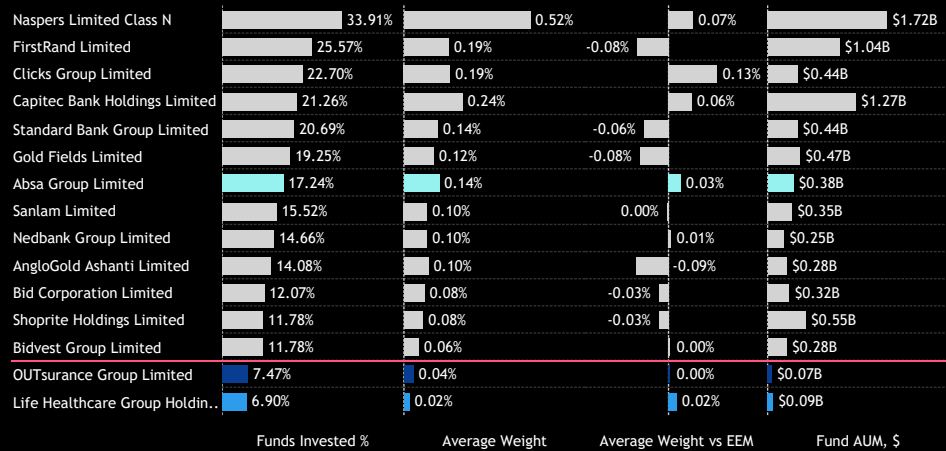 Naspers Limited Class N 33.91% 0.52% 0.07% $1.72B
FirstRand Limited 25.57% 0.19% -0.08% $1.04B
Clicks Group Limited 22.70% 0.19% 0.13% $0.44B
Capitec Bank Holdings Limited 21.26% 0.24% 0.06% $1.27B
Standard Bank Group Limited 20.69% 0.14% -0.06% $0.44B
Gold Fields Limited 19.25% 0.12% -0.08% $0.47B
Absa Group Limited 17.24% 0.14% 0.03% $0.38B
Sanlam Limited 15.52% 0.10% 0.00% $0.35B
Nedbank Group Limited 14.66% 0.10% 0.01% $0.25B
AngloGold Ashanti Limited 14.08% 0.10% -0.09% $0.28B
Bid Corporation Limited 12.07% 0.08% -0.03% $0.32B
Shoprite Holdings Limited 11.78% 0.08% -0.03% $0.55B
Bidvest Group Limited 11.78% 0.06% 0.00% $0.28B
OUTsurance Group Limited 7.47% 0.04% 0.00% $0.07B
Life Healthcare Group Holdin.. 6.90% 0.02% 0.02% $0.09B
Funds Invested % Average Weight Average Weight vs EEM Fund AUM, $